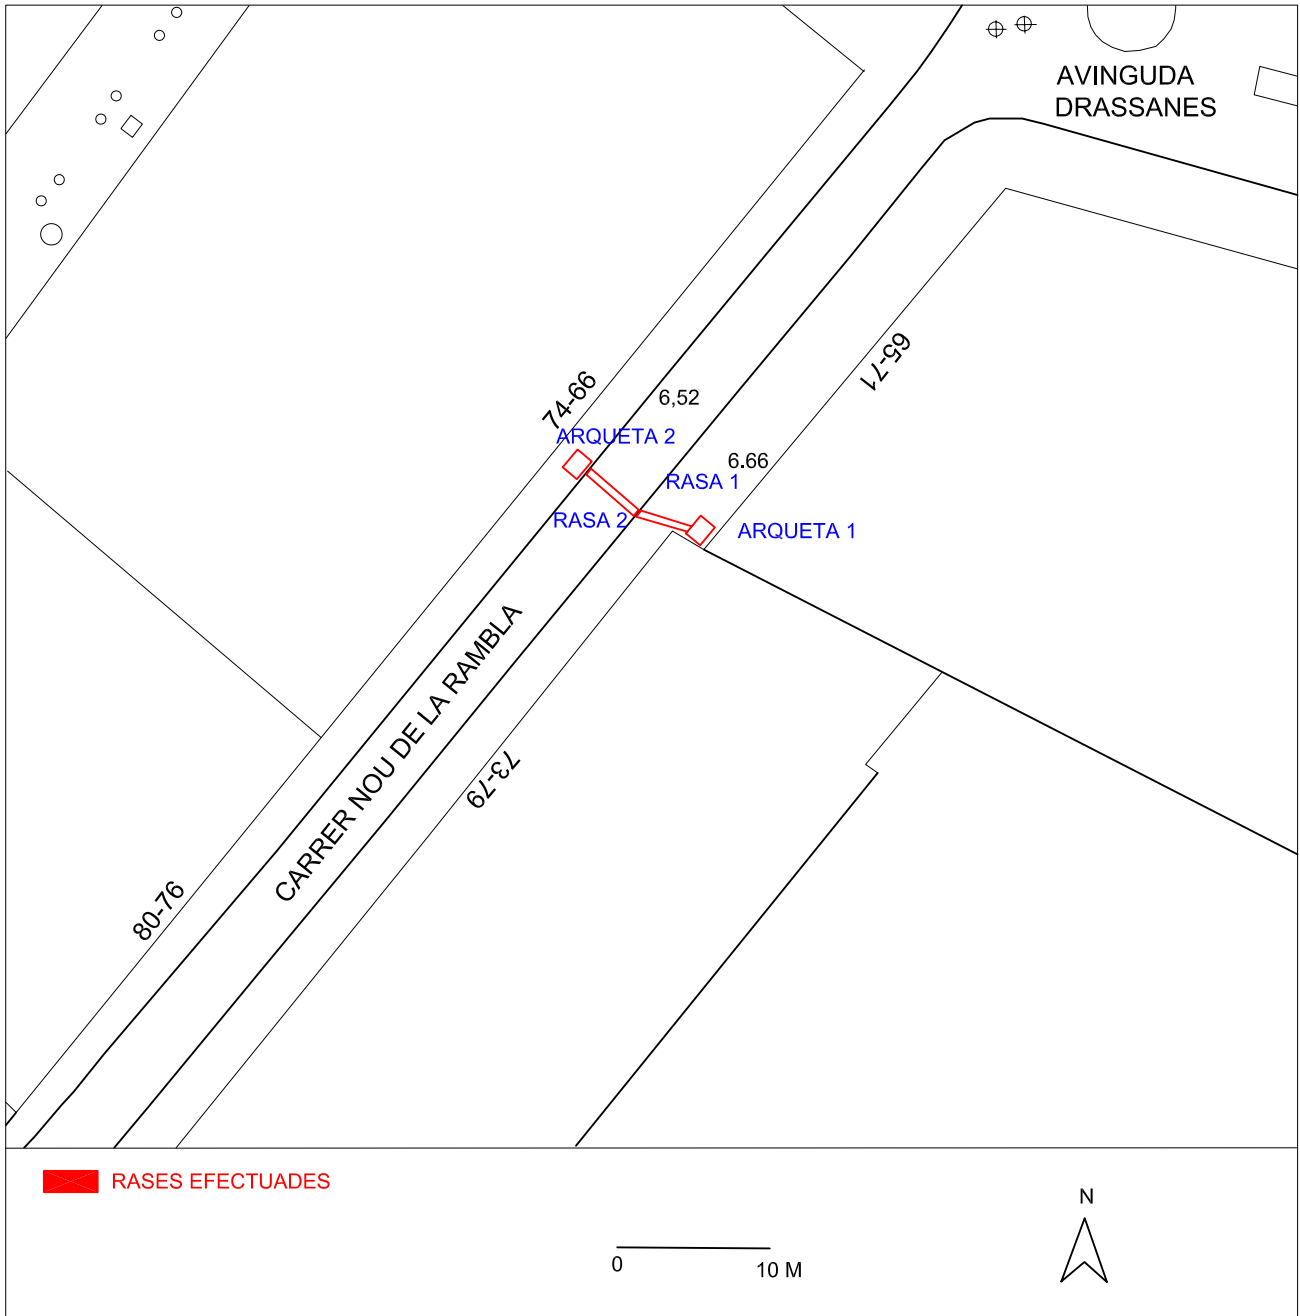 AVINGUDA
DRASSANES
65-71
74-66
6,52
ARQUETA 2
6.66
RASA 1
RASA 2
ARQUETA 1
CARRER NOU DE LA RAMBLA
73-79
80-76
RASES EFECTUADES
N
0
10 M